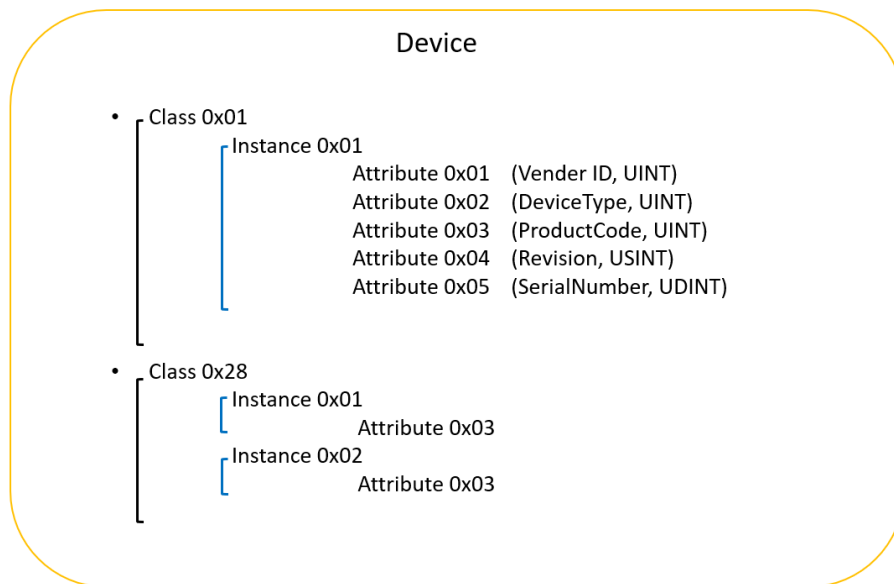 Device
• Class 0x01
Instance 0x01
Attribute 0x01 (Vender ID, UINT)
Attribute 0x02 (DeviceType, UINT)
Attribute 0x03 (ProductCode, UINT)
Attribute 0x04 (Revision, USINT)
Attribute 0x05 (SerialNumber, UDINT)
• Class 0x28
Instance 0x01
Attribute 0x03
Instance 0x02
Attribute 0x03